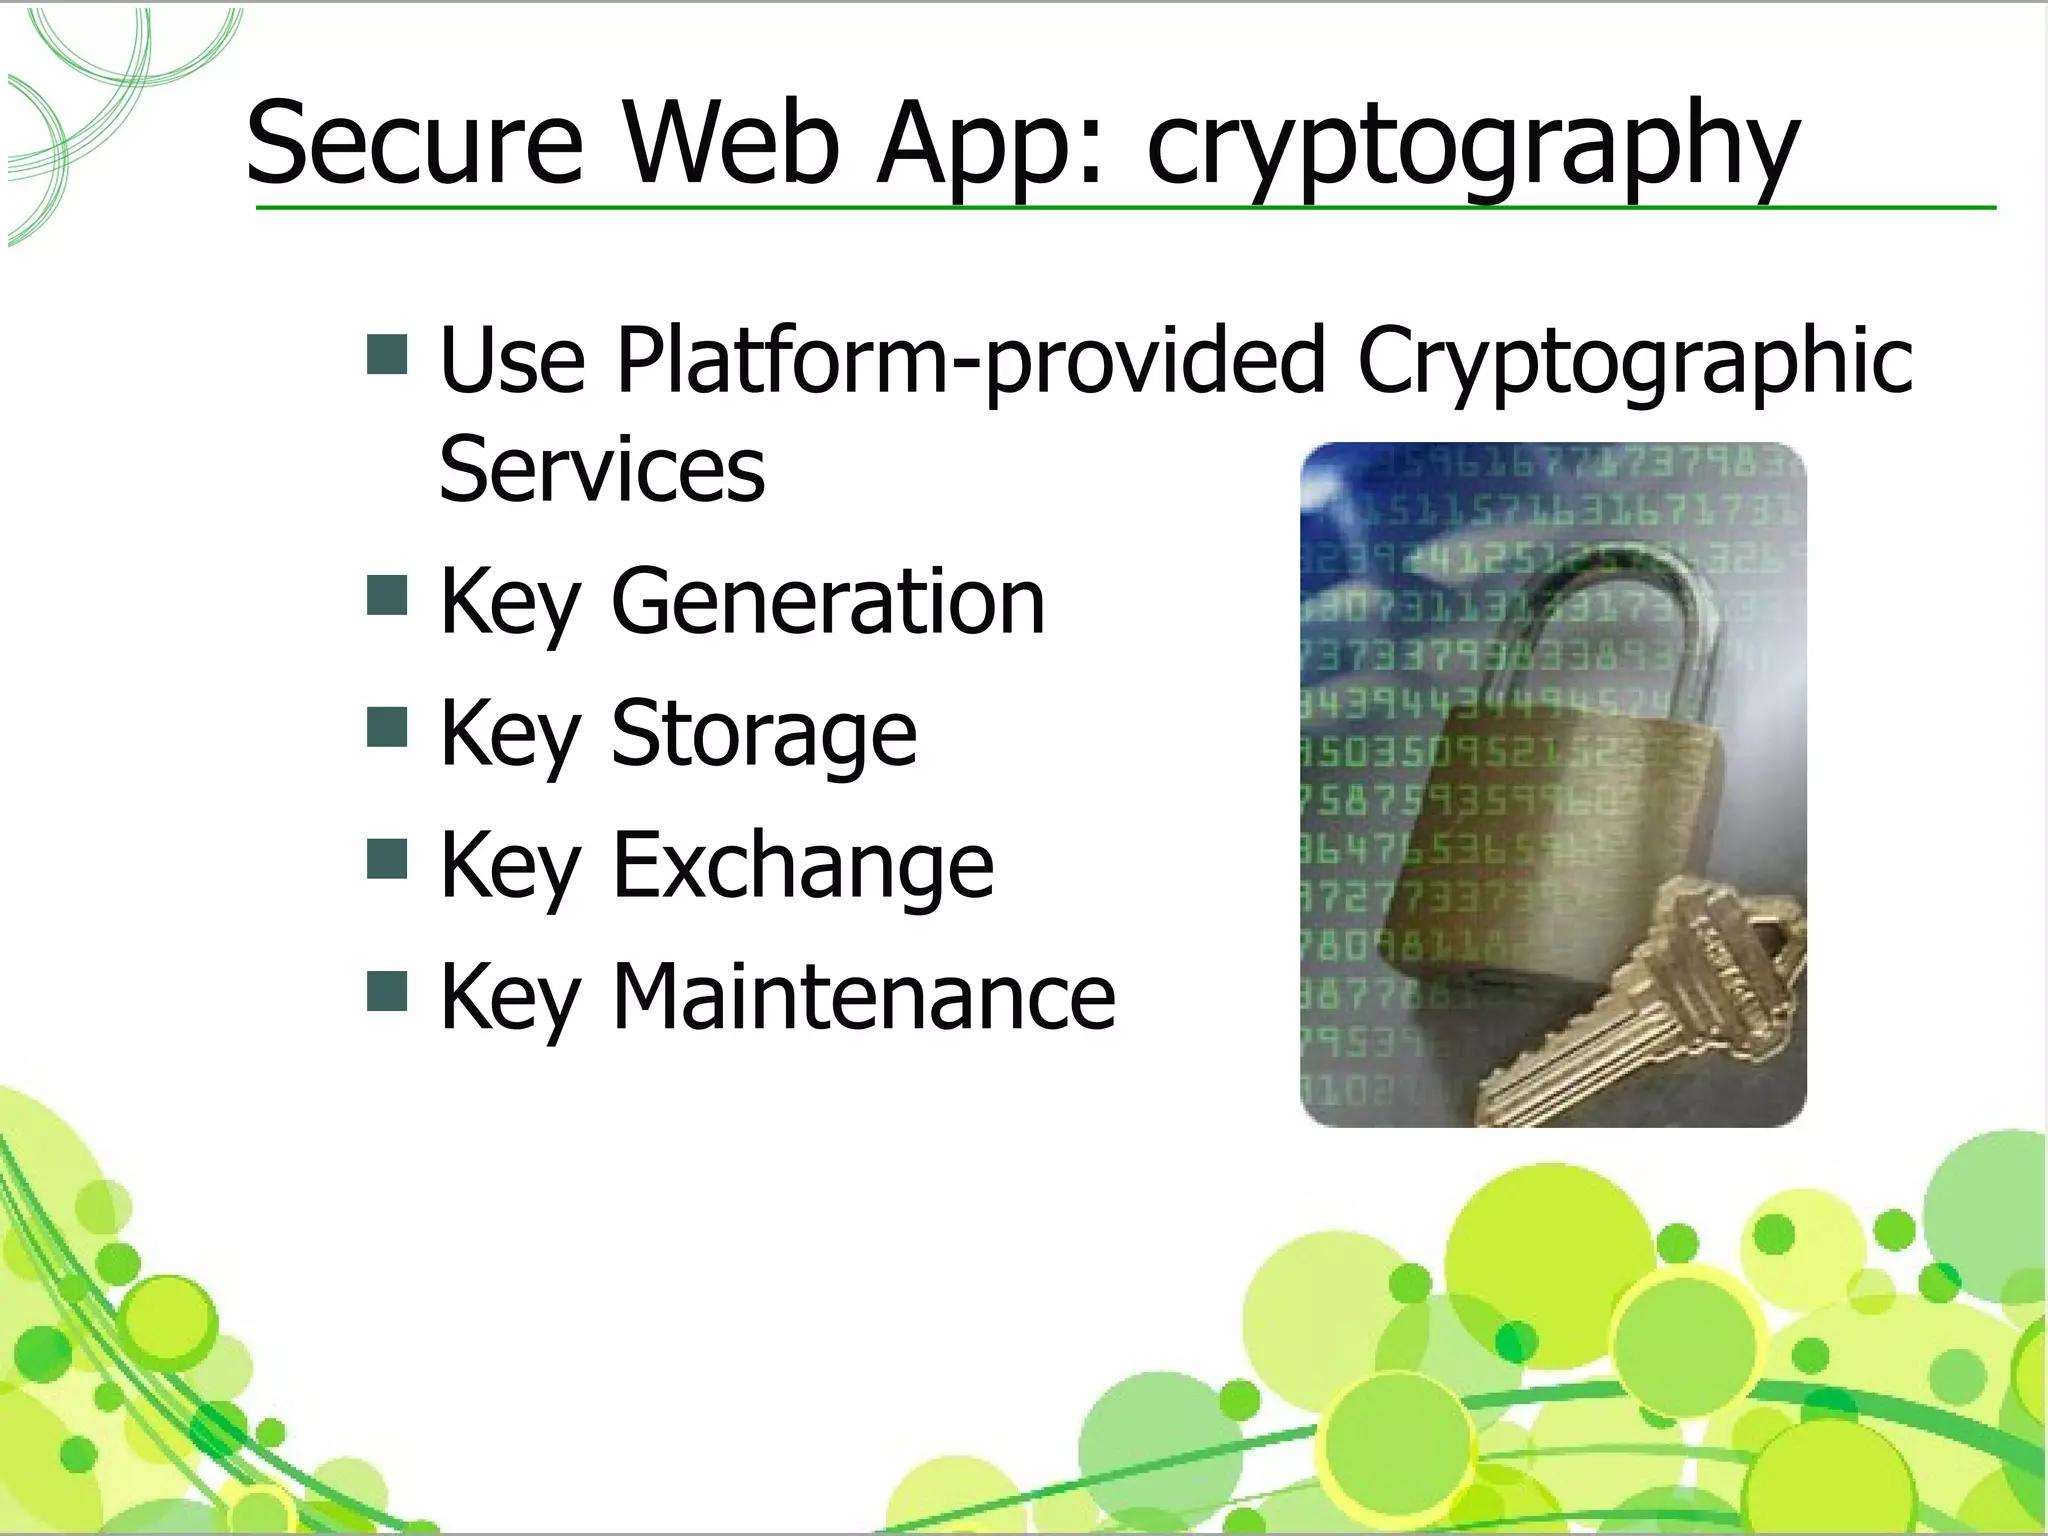 Secure Web App: cryptography
Use Platform-provided Cryptographic
Services
Key Generation
Key Storage
Key Exchange
Key Maintenance